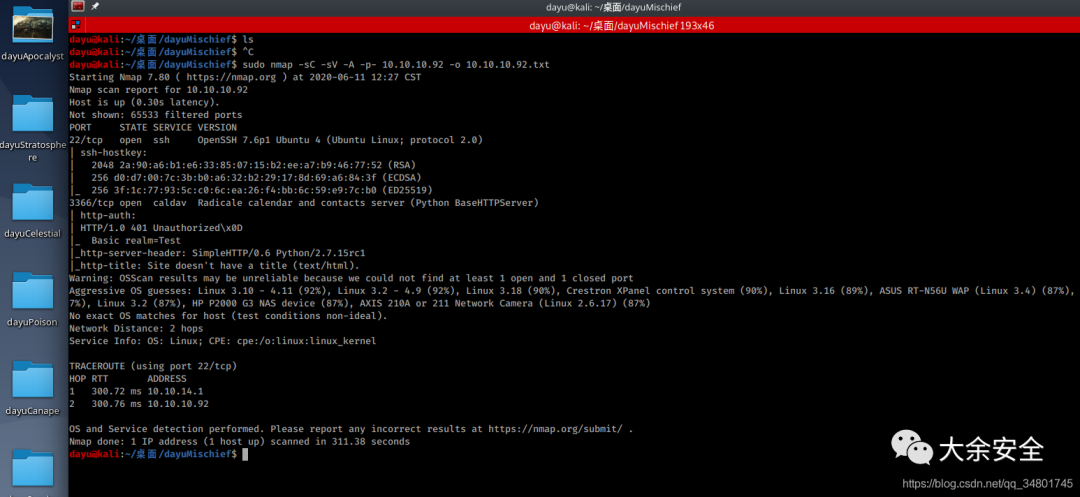 dayu@kali: ~/桌面/dayuMischief
dayu@kali: ~/桌面/dayuMischief 193x46
dayuApocalyst
dayuStratosphe
re
dayuCelestial
dayuPoison
dayuCanape
dayu@kali:~/桌面/dayuMischief$ ls
dayu@kali:~/桌面/dayuMischief$ ^C
dayu@kali:~/桌面/dayuMischief$ sudo nmap -sC -sV -A -p- 10.10.10.92 -o 10.10.10.92.txt
Starting Nmap 7.80 ( https://nmap.org ) at 2020-06-11 12:27 CST
Nmap scan report for 10.10.10.92
Host is up (0.30s latency).
Not shown: 65533 filtered ports
PORT     STATE SERVICE VERSION
22/tcp   open  ssh     OpenSSH 7.6p1 Ubuntu 4 (Ubuntu Linux; protocol 2.0)
| ssh-hostkey:
|   2048 2a:90:a6:b1:e6:33:85:07:15:b2:ee:a7:b9:46:77:52 (RSA)
|   256 d0:d7:00:7c:3b:b0:a6:32:b2:29:17:8d:69:a6:84:3f (ECDSA)
|_  256 3f:1c:77:93:5c:c0:6c:ea:26:f4:bb:6c:59:e9:7c:b0 (ED25519)
3366/tcp open  caldav  Radicale calendar and contacts server (Python BaseHTTPServer)
| http-auth:
| HTTP/1.0 401 Unauthorized\x0D
|_  Basic realm=Test
|_http-server-header: SimpleHTTP/0.6 Python/2.7.15rc1
|_http-title: Site doesn't have a title (text/html).
Warning: OSScan results may be unreliable because we could not find at least 1 open and 1 closed port
Aggressive OS guesses: Linux 3.10 - 4.11 (92%), Linux 3.2 - 4.9 (92%), Linux 3.18 (90%), Crestron XPanel control system (90%), Linux 3.16 (89%), ASUS RT-N56U WAP (Linux 3.4) (87%),
7%), Linux 3.2 (87%), HP P2000 G3 NAS device (87%), AXIS 210A or 211 Network Camera (Linux 2.6.17) (87%)
No exact OS matches for host (test conditions non-ideal).
Network Distance: 2 hops
Service Info: OS: Linux; CPE: cpe:/o:linux:linux_kernel
TRACEROUTE (using port 22/tcp)
HOP RTT       ADDRESS
1   300.72 ms 10.10.14.1
2   300.76 ms 10.10.10.92
OS and Service detection performed. Please report any incorrect results at https://nmap.org/submit/ .
Nmap done: 1 IP address (1 host up) scanned in 311.38 seconds
dayu@kali:~/桌面/dayuMischief$
大余安全
https://blog.csdn.net/qq_34801745